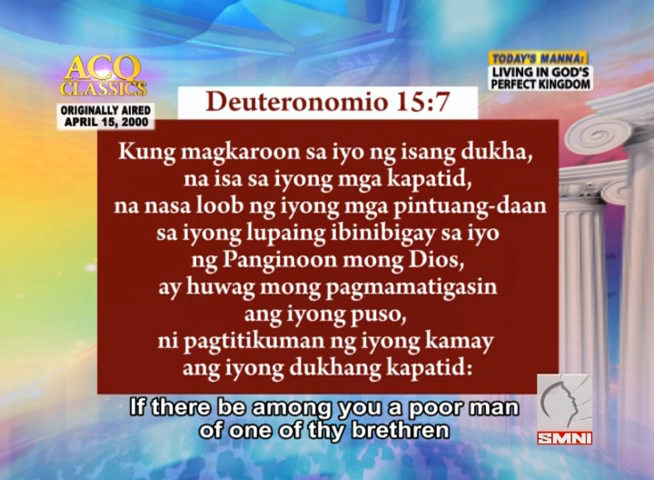 ACQ
CLASSICS
ORIGINALLY AIRED
APRIL 15, 2000
TODAY'S MANNA:
LIVING IN GOD'S
PERFECT KINGDOM
Deuteronomio 15:7
Kung magkaroon sa iyo ng isang dukha,
na isa sa iyong mga kapatid,
na nasa loob ng iyong mga pintuang-daan
sa iyong lupaing ibinibigay sa iyo
ng Panginoon mong Dios,
ay huwag mong pagmamatigasin
ang iyong puso,
ni pagtitikuman ng iyong kamay
ang iyong dukhang kapatid:
If there be among you a poor man
of one of thy brethren
SMNI